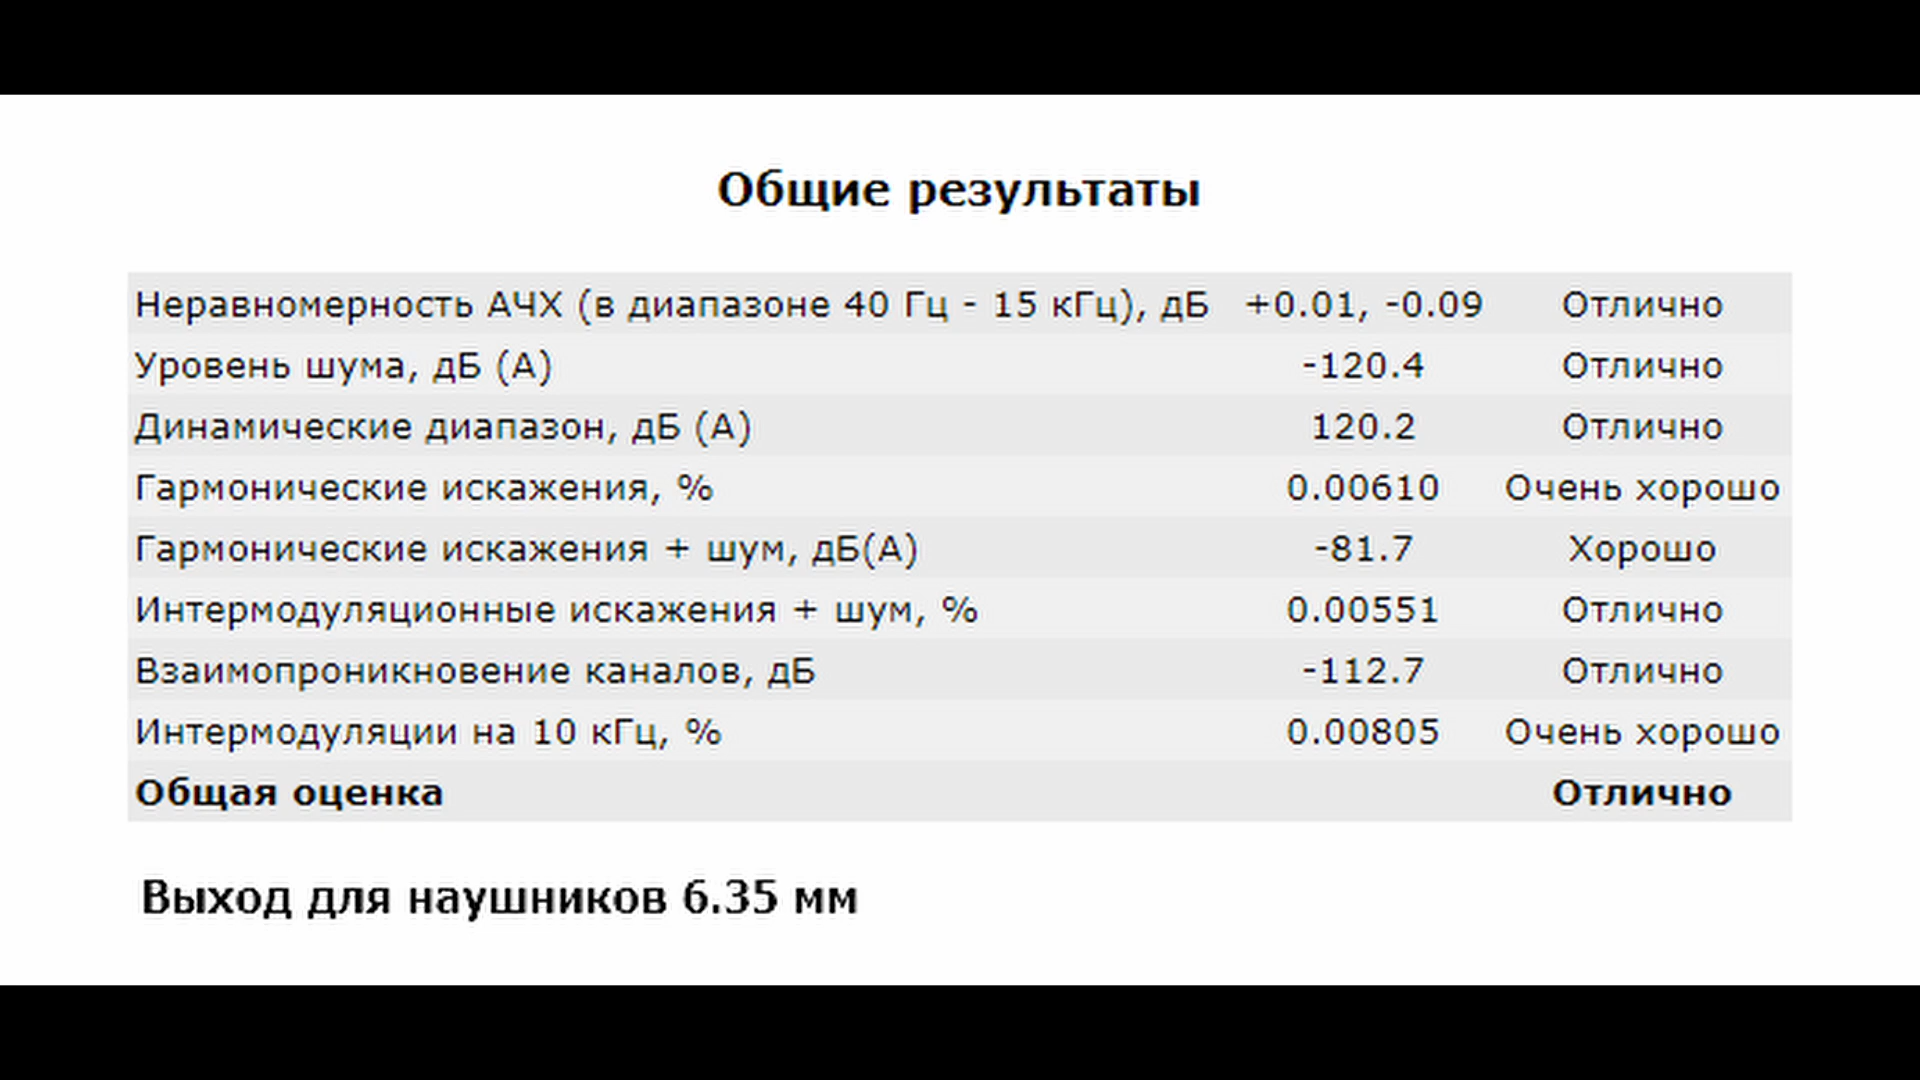 Общие результаты
Неравномерность АЧХ (в диапазоне 40 Гц - 15 кГц), дБ +0.01, -0.09 Отлично
Уровень шума, дБ (А) -120.4 Отлично
Динамические диапазон, дБ (А) 120.2 Отлично
Гармонические искажения, % 0.00610 Очень хорошо
Гармонические искажения + шум, дБ(А) -81.7 Хорошо
Интермодуляционные искажения + шум, % 0.00551 Отлично
Взаимопроникновение каналов, дБ -112.7 Отлично
Интермодуляции на 10 кГц, % 0.00805 Очень хорошо
Общая оценка Отлично
Выход для наушников 6.35 мм